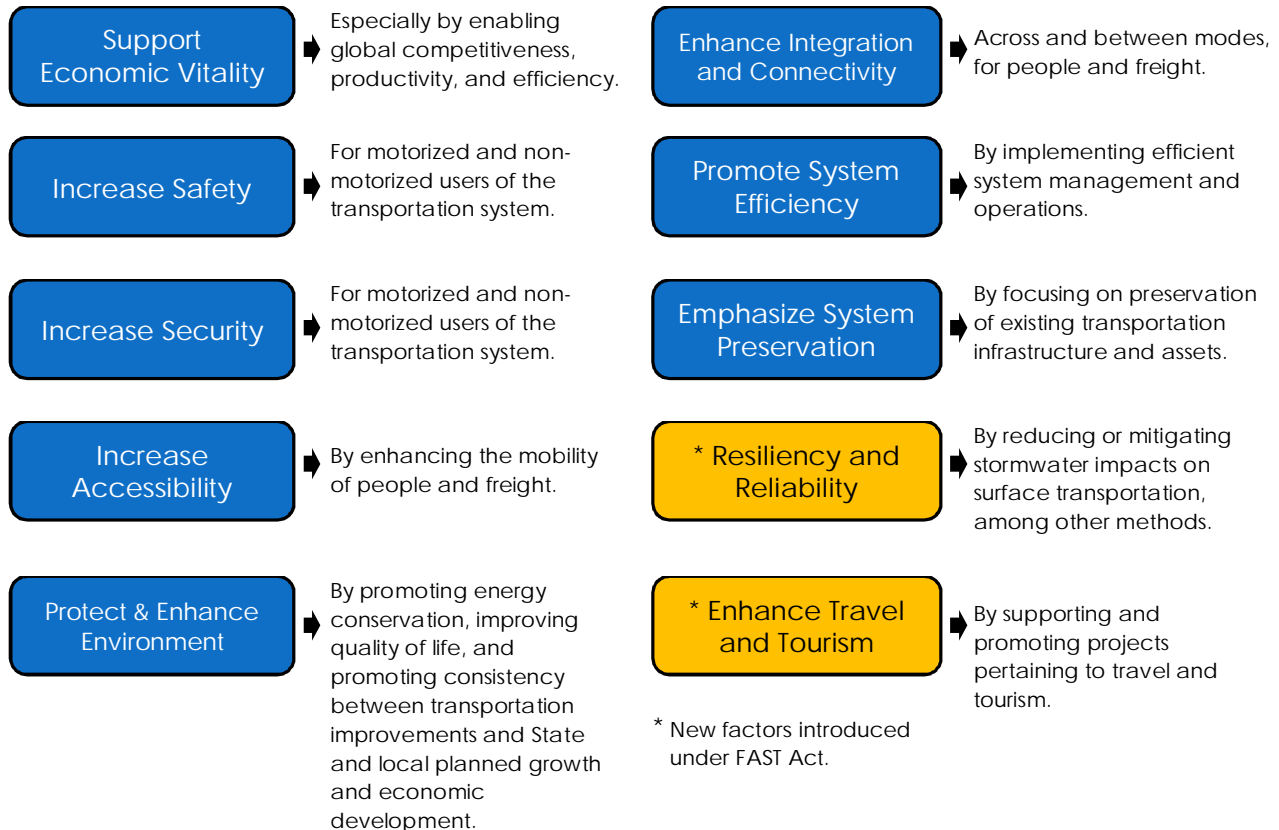 Support
Economic Vitality
Especially by enabling
global competitiveness,
productivity, and efficiency.
Increase Safety
For motorized and non-
motorized users of the
transportation system.
Increase Security
For motorized and non-
motorized users of the
transportation system.
Increase
Accessibility
By enhancing the mobility
of people and freight.
Protect & Enhance
Environment
By promoting energy
conservation, improving
quality of life, and
promoting consistency
between transportation
improvements and State
and local planned growth
and economic
development.
Enhance Integration
and Connectivity
Across and between modes,
for people and freight.
Promote System
Efficiency
By implementing efficient
system management and
operations.
Emphasize System
Preservation
By focusing on preservation
of existing transportation
infrastructure and assets.
* Resiliency and
Reliability
By reducing or mitigating
stormwater impacts on
surface transportation,
among other methods.
* Enhance Travel
and Tourism
By supporting and
promoting projects
pertaining to travel and
tourism.
* New factors introduced
under FAST Act.